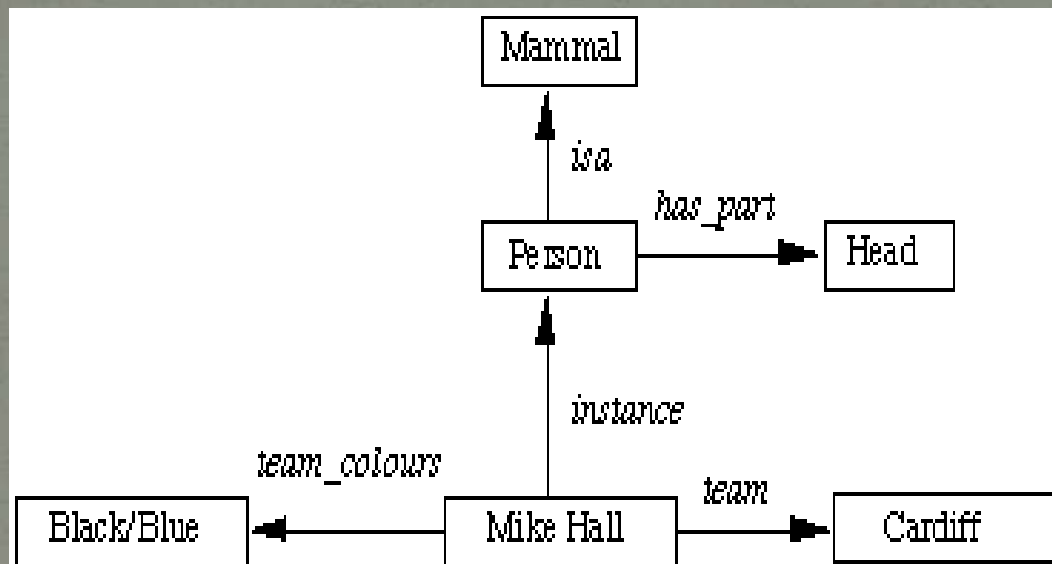 Mammal
isa
has_part
Person
Head
instance
team_colours
team
Black/Blue
Mike Hall
Cardiff